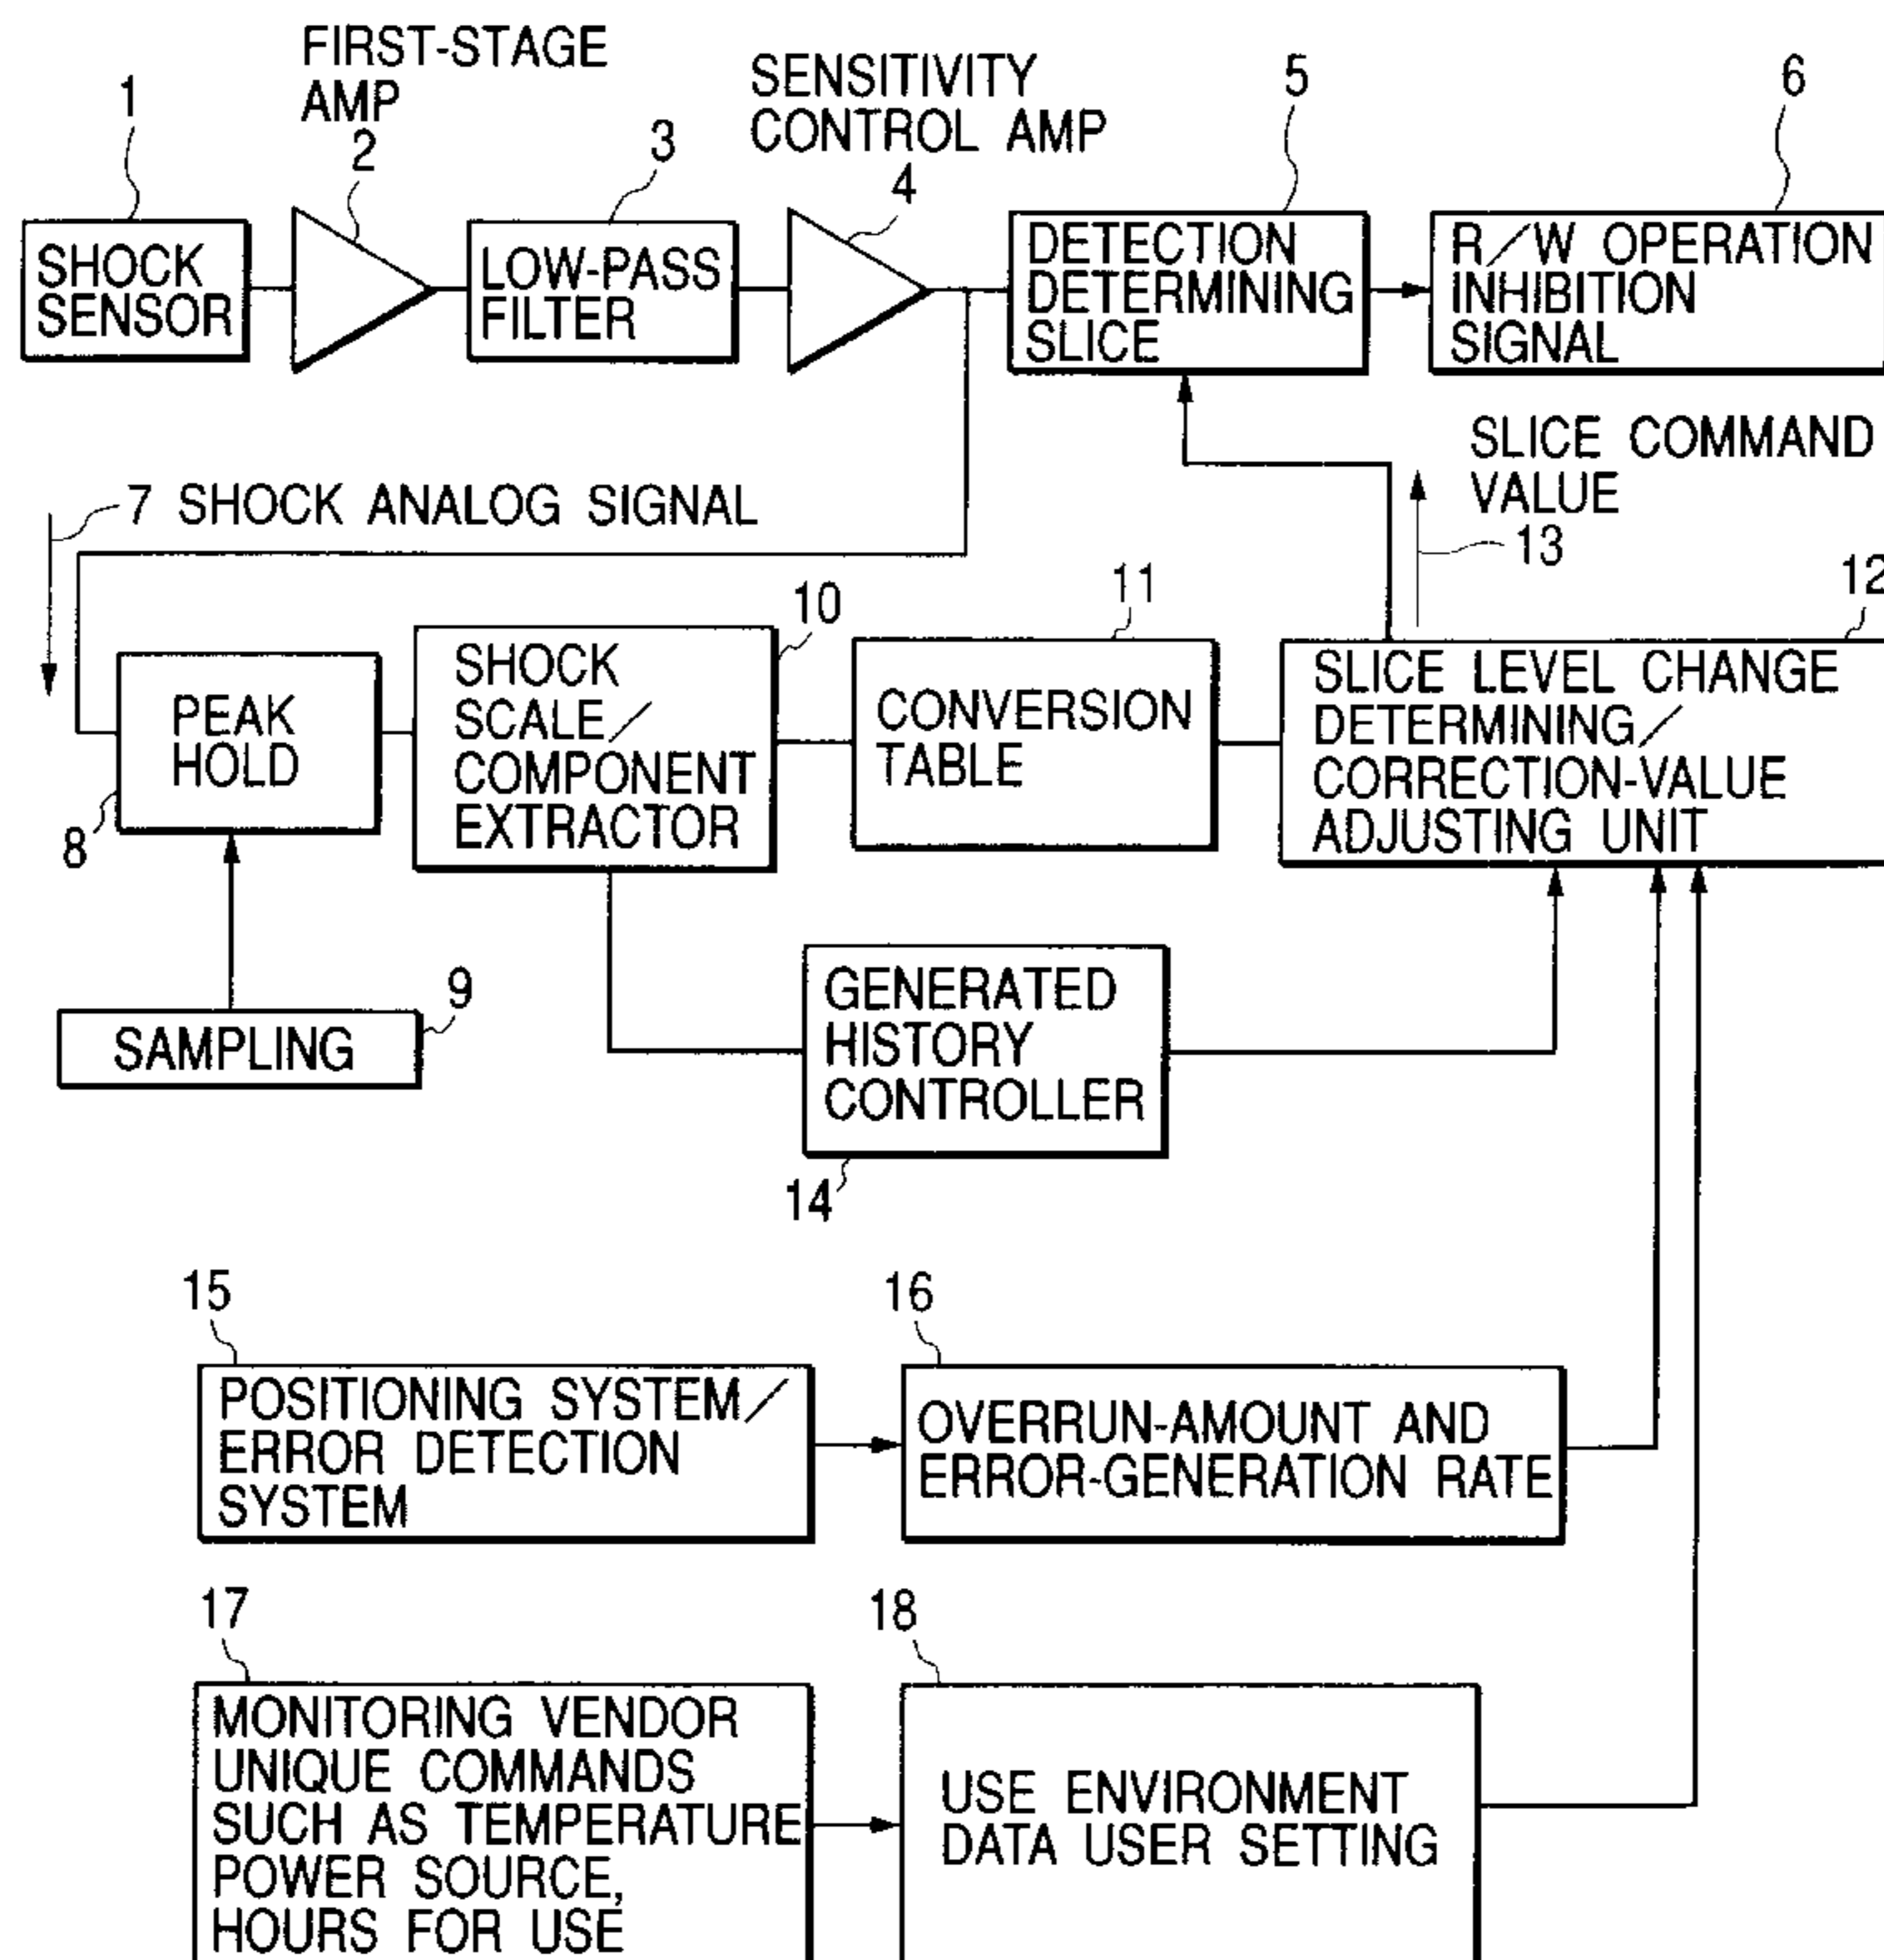 FIRST-STAGE
AMP
1
2
3
SENSITIVITY
CONTROL AMP
4
5
6
SHOCK
SENSOR
LOW-PASS
FILTER
DETECTION
DETERMINING
SLICE
R/W OPERATION
INHIBITION
SIGNAL
7 SHOCK ANALOG SIGNAL
SLICE COMMAND
VALUE
13
8
PEAK
HOLD
10
SHOCK
SCALE/
COMPONENT
EXTRACTOR
11
CONVERSION
TABLE
12
SLICE LEVEL CHANGE
DETERMINING/
CORRECTION-VALUE
ADJUSTING UNIT
9
SAMPLING
GENERATED
HISTORY
CONTROLLER
14
15
POSITIONING SYSTEM/
ERROR DETECTION
SYSTEM
16
OVERRUN-AMOUNT AND
ERROR-GENERATION RATE
17
MONITORING VENDOR
UNIQUE COMMANDS
SUCH AS TEMPERATURE
POWER SOURCE,
HOURS FOR USE
18
USE ENVIRONMENT
DATA USER SETTING